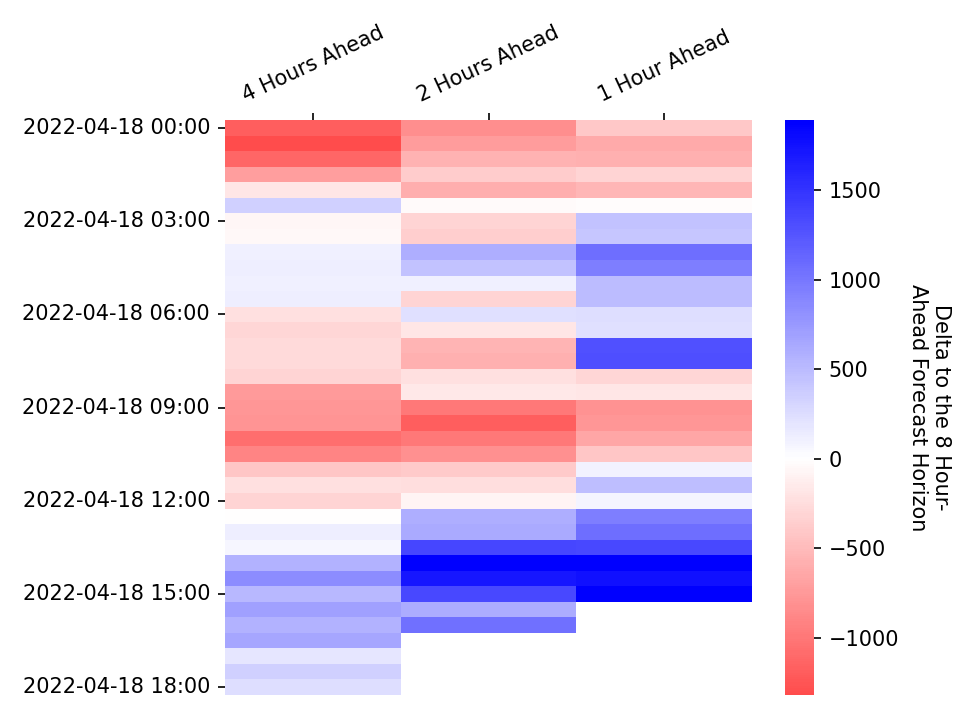 4 Hours Ahead
2 Hours Ahead
1 Hour Ahead
2022-04-18 00:00
2022-04-18 03:00
2022-04-18 06:00
2022-04-18 09:00
2022-04-18 12:00
2022-04-18 15:00
2022-04-18 18:00
1500
1000
500
0
−500
−1000
Delta to the 8 Hour-
Ahead Forecast Horizon